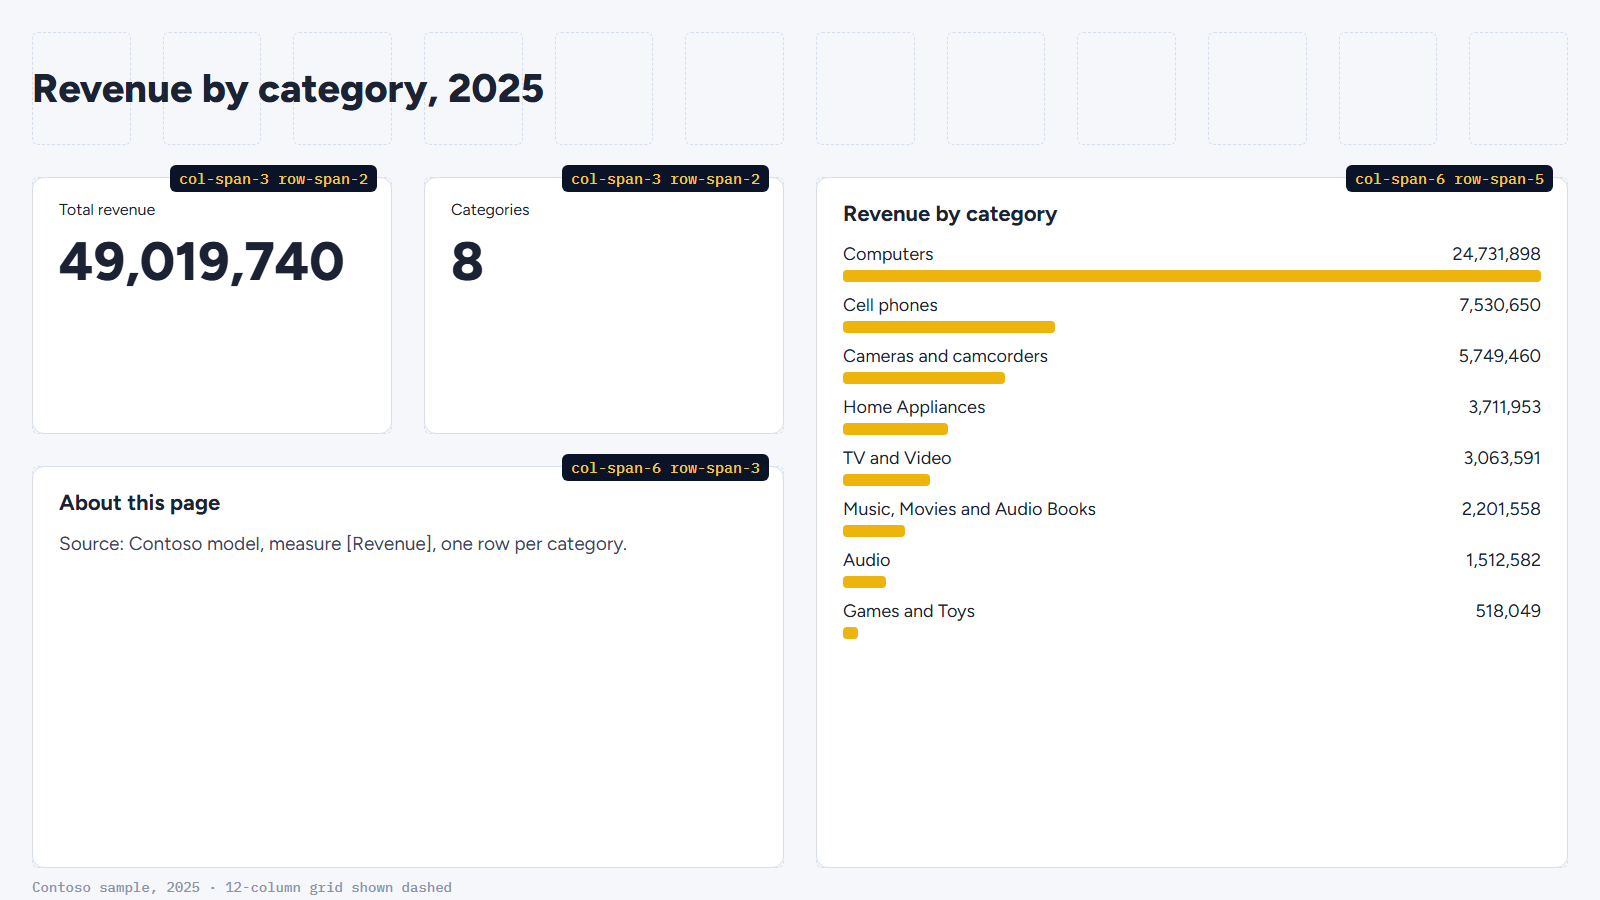 Revenue by category, 2025
col-span-3 row-span-2
Total revenue
49,019,740
col-span-3 row-span-2
Categories
8
col-span-6 row-span-3
About this page
Source: Contoso model, measure [Revenue], one row per category.
col-span-6 row-span-5
Revenue by category
Computers 24,731,898
Cell phones 7,530,650
Cameras and camcorders 5,749,460
Home Appliances 3,711,953
TV and Video 3,063,591
Music, Movies and Audio Books 2,201,558
Audio 1,512,582
Games and Toys 518,049
Contoso sample, 2025 · 12-column grid shown dashed